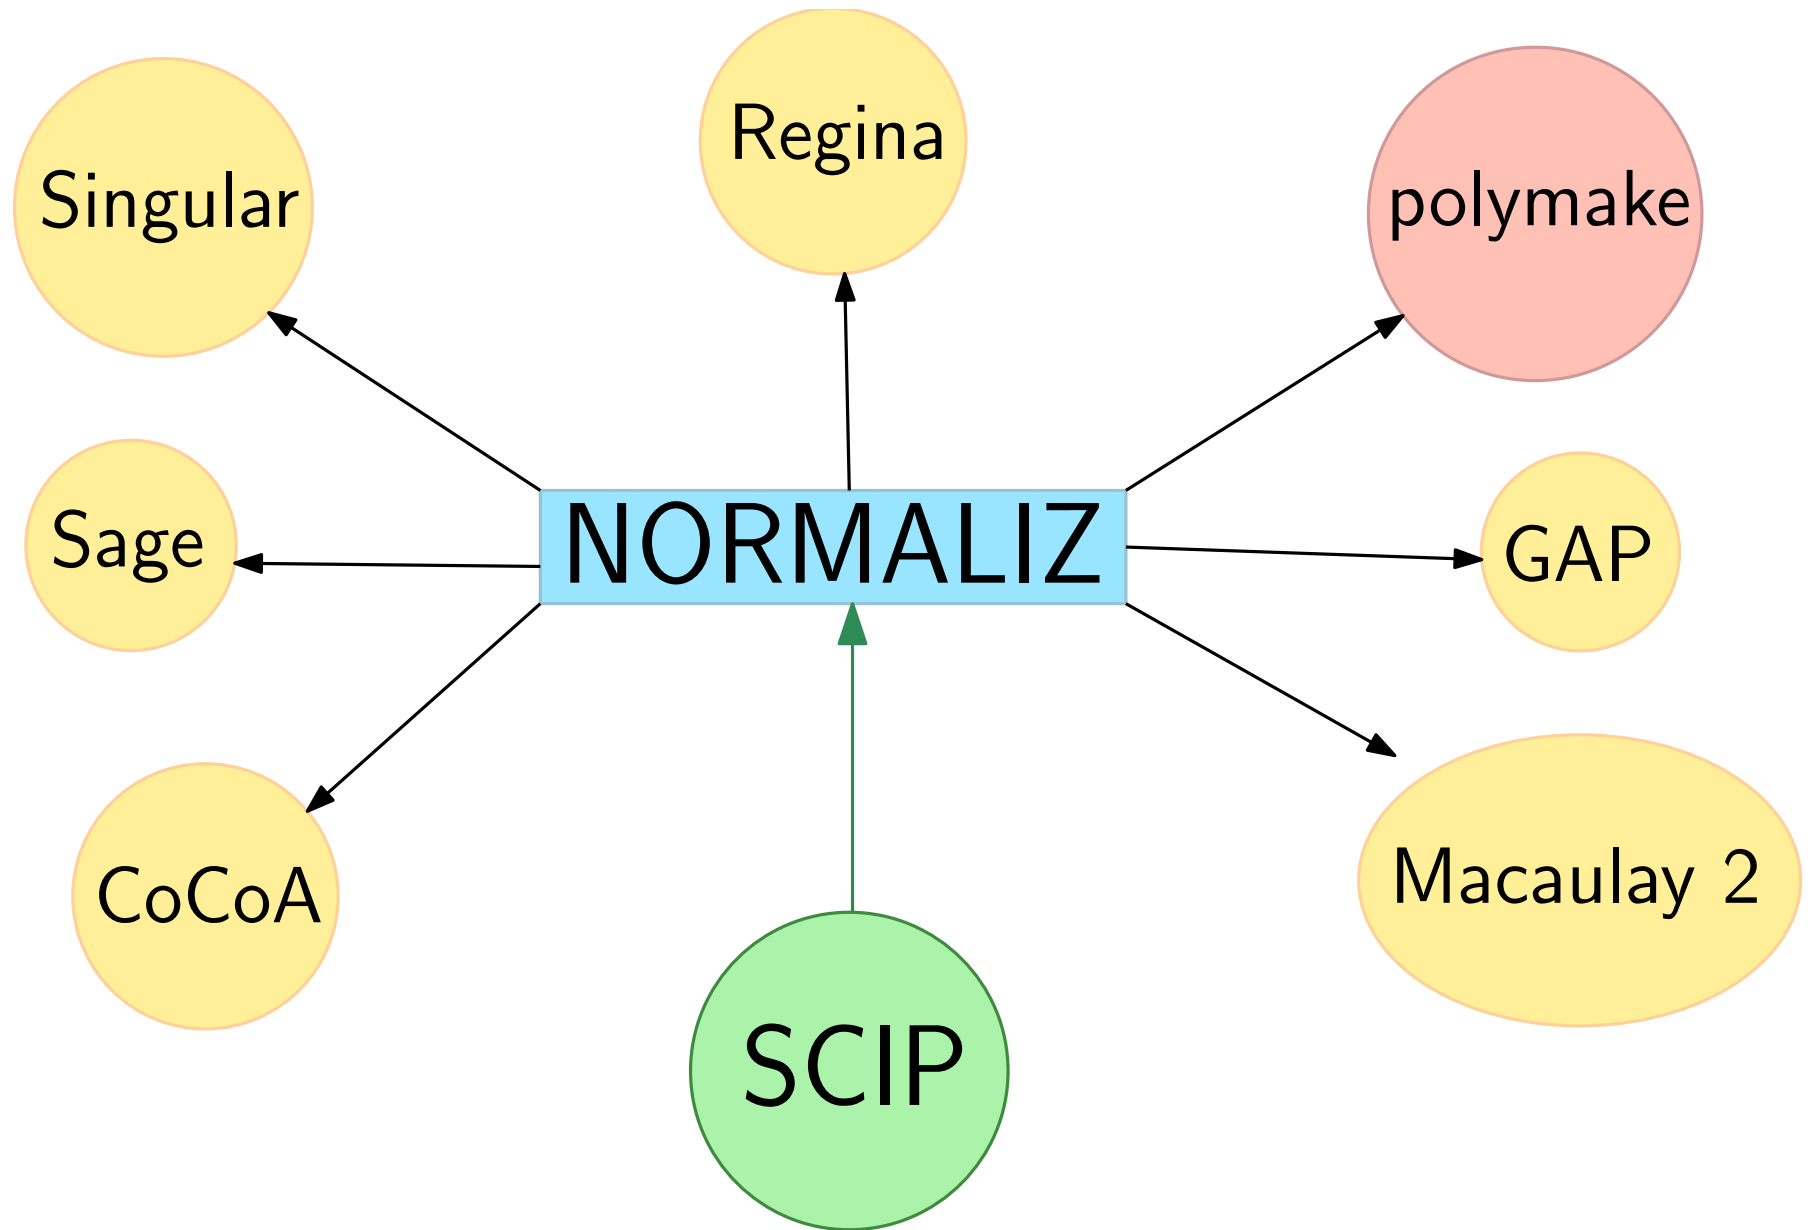 Regina
Singular
polymake
Sage
NORMALIZ
GAP
CoCoA
Macaulay 2
SCIP